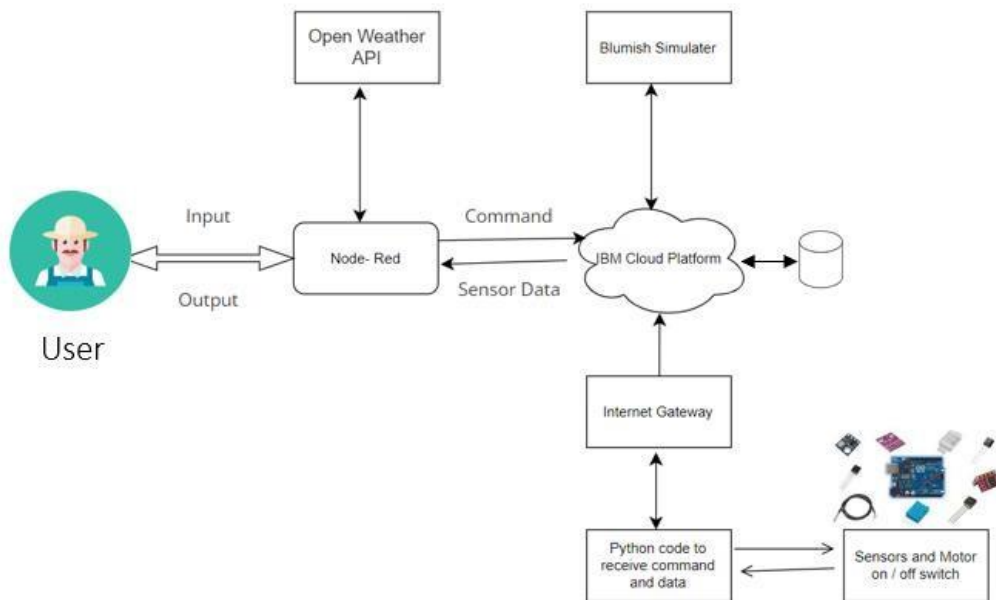 Open Weather
API
Blumish Simulater
Input
Command
Node- Red
IBM Cloud Platform
Output
Sensor Data
User
Internet Gateway
Python code to
receive command
and data
Sensors and Motor
on / off switch